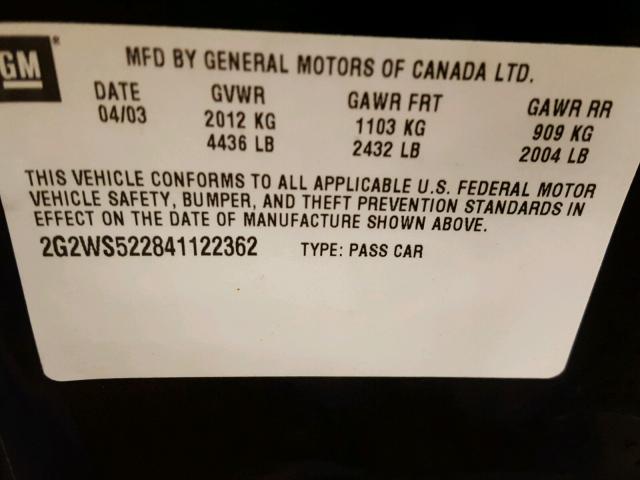 GM®
MFD BY GENERAL MOTORS OF CANADA LTD.
DATE GVWR GAWR FRT GAWR RR
04/03 2012 KG 1103 KG 909 KG
4436 LB 2432 LB 2004 LB
THIS VEHICLE CONFORMS TO ALL APPLICABLE U.S. FEDERAL MOTOR
VEHICLE SAFETY, BUMPER, AND THEFT PREVENTION STANDARDS IN
EFFECT ON THE DATE OF MANUFACTURE SHOWN ABOVE.
2G2WS522841122362 TYPE: PASS CAR